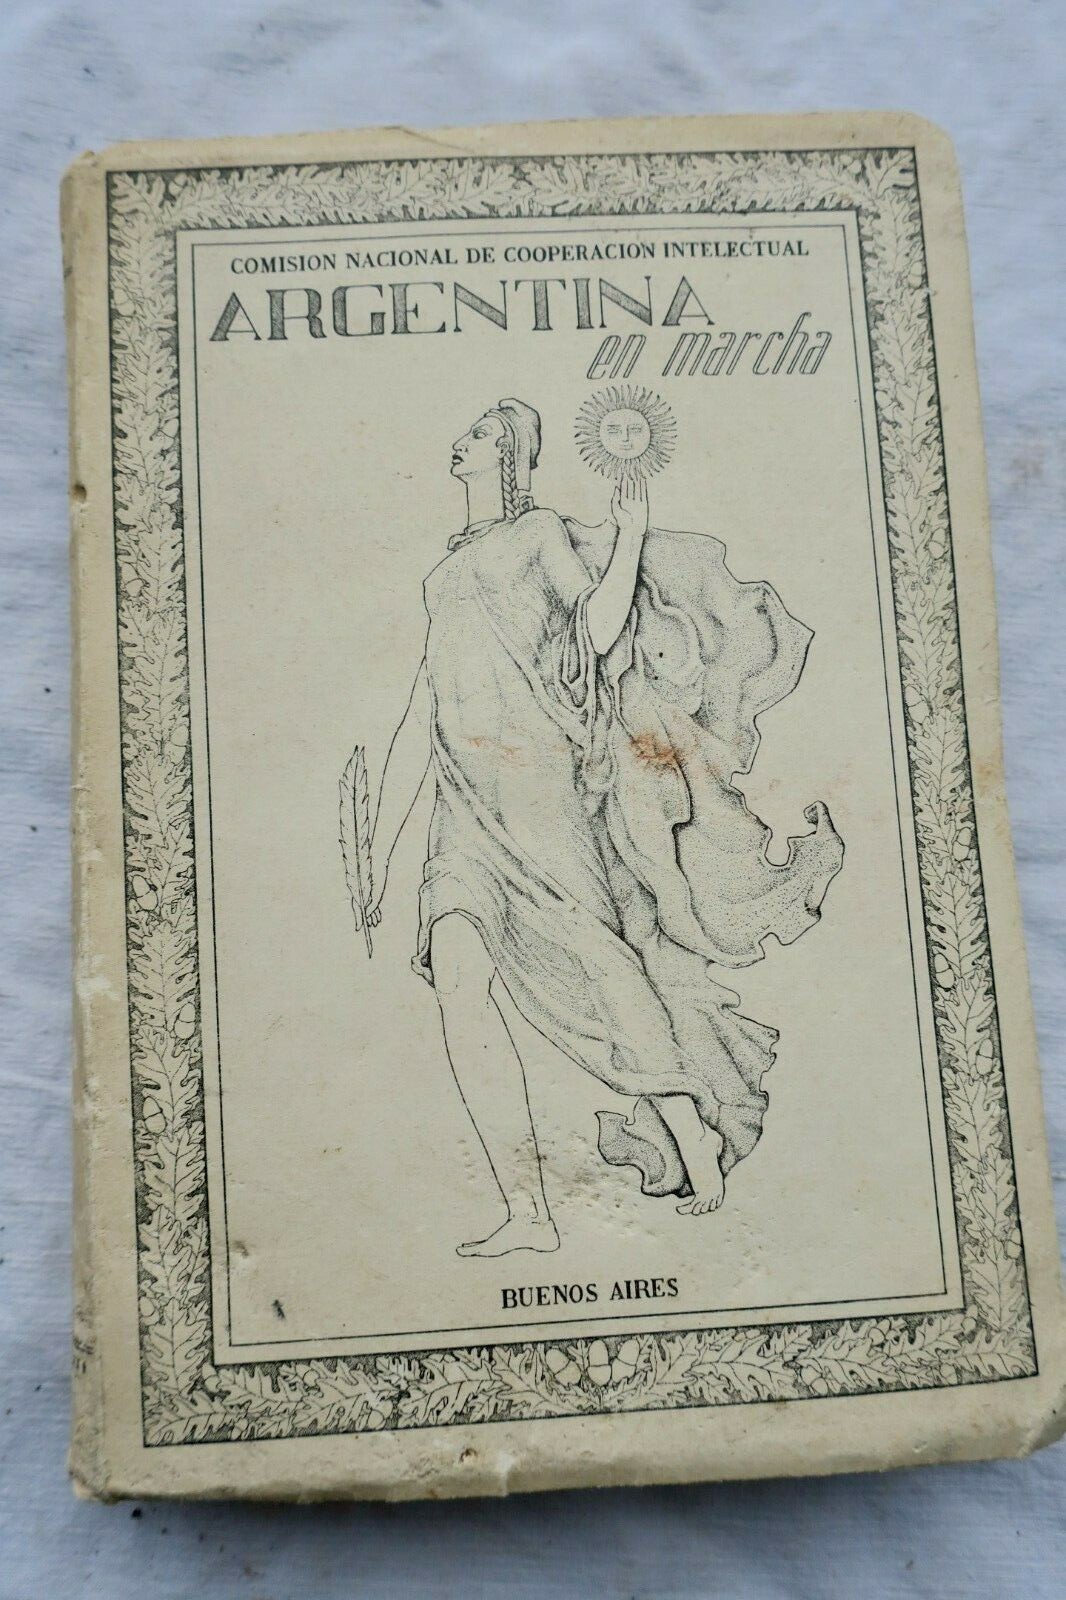 COMISION NACIONAL DE COOPERACION INTELECTUAL
ARGENTINA
en marcha
BUENOS AIRES